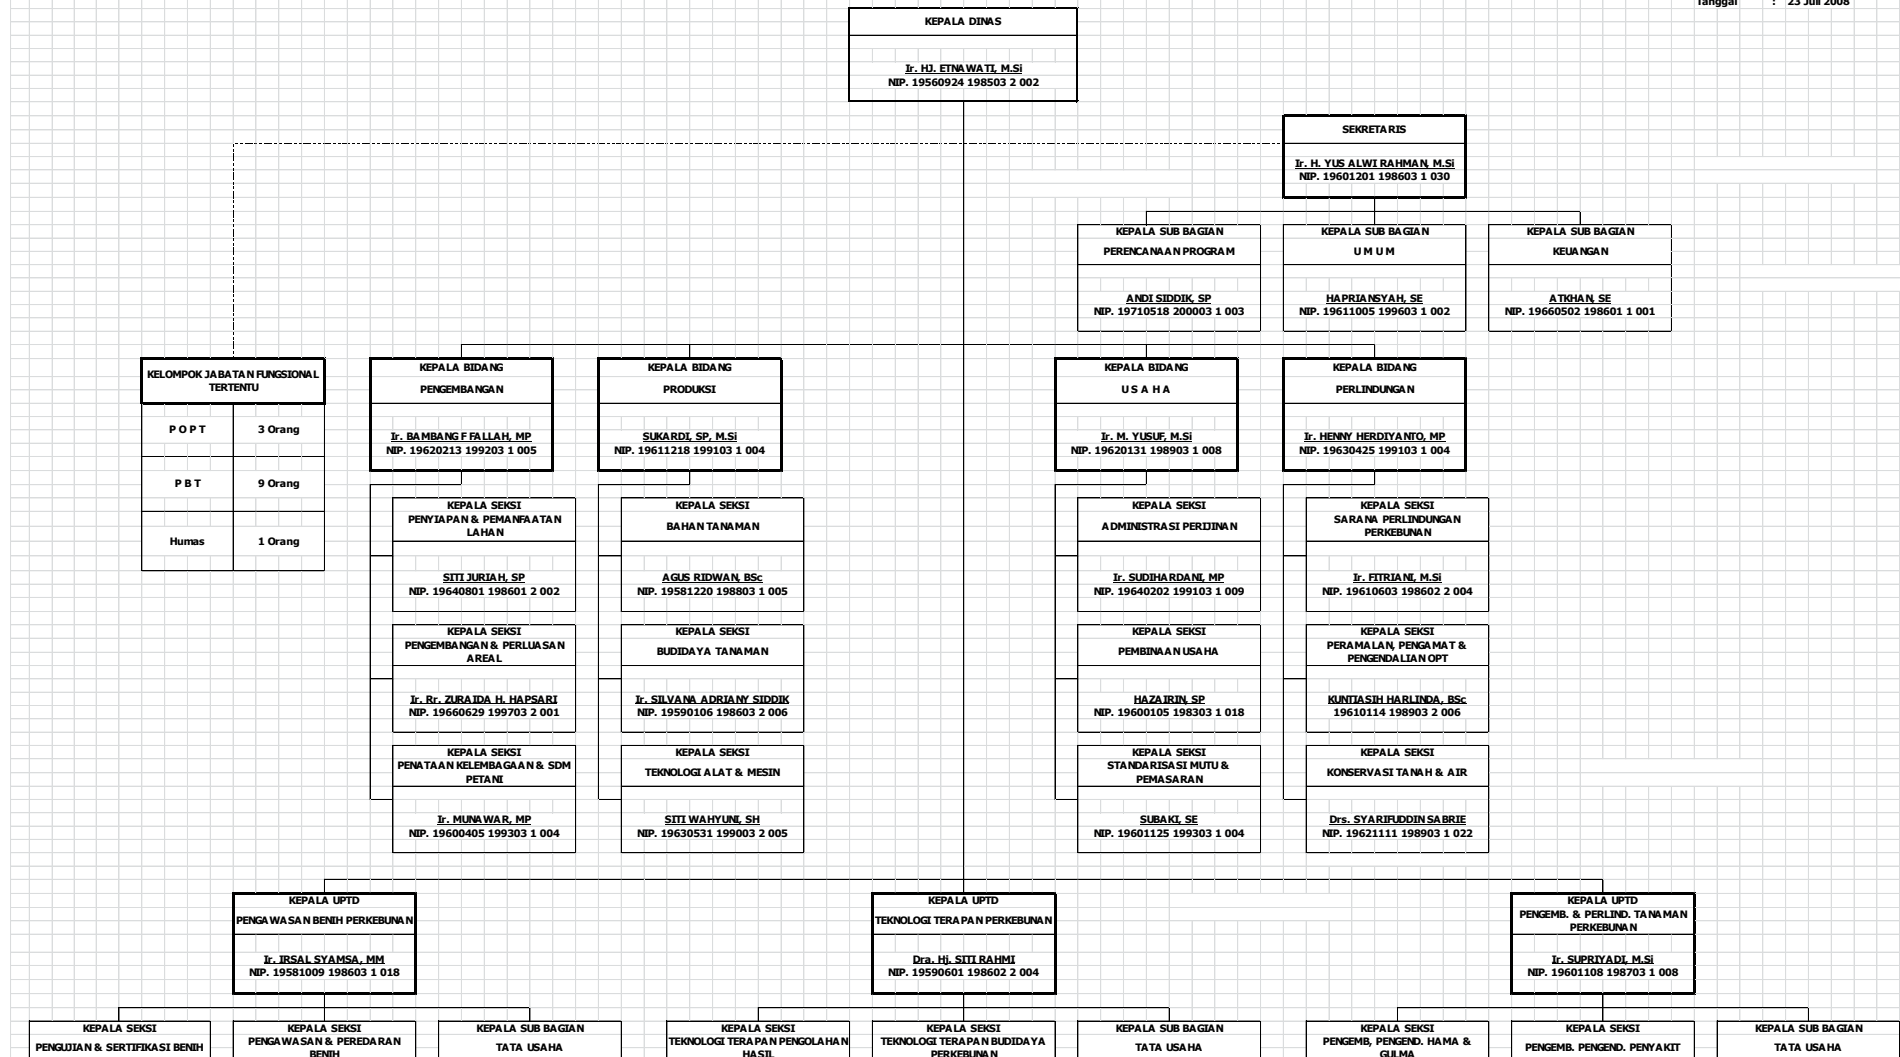 Tanggal : 23 Juli 2008
KEPALA DINAS
Ir. HJ. ETNAWATI, M.Si
NIP. 19560924 198503 2 002
SEKRETARIS
Ir. H. YUS ALWI RAHMAN, M.Si
NIP. 19601201 198603 1 030
KEPALA SUB BAGIAN
PERENCANAAN PROGRAM
ANDI SIDDIK, SP
NIP. 19710518 200003 1 003
KEPALA SUB BAGIAN
U M U M
HAPRIANSYAH, SE
NIP. 19611005 199603 1 002
KEPALA SUB BAGIAN
KEUANGAN
ATKHAN, SE
NIP. 19660502 198601 1 001
KELOMPOK JABATAN FUNGSIONAL
TERTENTU
P O P T 3 Orang
P B T 9 Orang
Humas 1 Orang
KEPALA BIDANG
PENGEMBANGAN
Ir. BAMBANG F FALLAH, MP
NIP. 19620213 199203 1 005
KEPALA BIDANG
PRODUKSI
SUKARDI, SP, M.Si
NIP. 19611218 199103 1 004
KEPALA BIDANG
U S A H A
Ir. M. YUSUF, M.Si
NIP. 19620131 198903 1 008
KEPALA BIDANG
PERLINDUNGAN
Ir. HENNY HERDIYANTO, MP
NIP. 19630425 199103 1 004
KEPALA SEKSI
PENYIAPAN & PEMANFAATAN
LAHAN
SITI JURIAH, SP
NIP. 19640801 198601 2 002
KEPALA SEKSI
BAHAN TANAMAN
AGUS RIDWAN, BSc
NIP. 19581220 198803 1 005
KEPALA SEKSI
ADMINISTRASI PERIJINAN
Ir. SUDIHARDANI, MP
NIP. 19640202 199103 1 009
KEPALA SEKSI
SARANA PERLINDUNGAN
PERKEBUNAN
Ir. FITRIANI, M.Si
NIP. 19610603 198602 2 004
KEPALA SEKSI
PENGEMBANGAN & PERLUASAN
AREAL
Ir. Rr. ZURAIDA H. HAPSARI
NIP. 19660629 199703 2 001
KEPALA SEKSI
BUDIDAYA TANAMAN
Ir. SILVANA ADRIANY SIDDIK
NIP. 19590106 198603 2 006
KEPALA SEKSI
PEMBINAAN USAHA
HAZAIRIN, SP
NIP. 19600105 198303 1 018
KEPALA SEKSI
PERAMALAN, PENGAMAT &
PENGENDALIAN OPT
KUNTIASIH HARLINDA, BSc
19610114 198903 2 006
KEPALA SEKSI
PENATAAN KELEMBAGAAN & SDM
PETANI
Ir. MUNAWAR, MP
NIP. 19600405 199303 1 004
KEPALA SEKSI
TEKNOLOGI ALAT & MESIN
SITI WAHYUNI, SH
NIP. 19630531 199003 2 005
KEPALA SEKSI
STANDARISASI MUTU &
PEMASARAN
SUBAKI, SE
NIP. 19601125 199303 1 004
KEPALA SEKSI
KONSERVASI TANAH & AIR
Drs. SYARIFUDDIN SABRIE
NIP. 19621111 198903 1 022
KEPALA UPTD
PENGAWASAN BENIH PERKEBUNAN
Ir. IRSAL SYAMSA, MM
NIP. 19581009 198603 1 018
KEPALA UPTD
TEKNOLOGI TERAPAN PERKEBUNAN
Dra. Hj. SITI RAHMI
NIP. 19590601 198602 2 004
KEPALA UPTD
PENGEMB. & PERLIND. TANAMAN
PERKEBUNAN
Ir. SUPRIYADI, M.Si
NIP. 19601108 198703 1 008
KEPALA SEKSI
PENGUJIAN & SERTIFIKASI BENIH
KEPALA SEKSI
PENGAWASAN & PEREDARAN
BENIH
KEPALA SUB BAGIAN
TATA USAHA
KEPALA SEKSI
TEKNOLOGI TERAPAN PENGOLAHAN
HASIL
KEPALA SEKSI
TEKNOLOGI TERAPAN BUDIDAYA
PERKEBUNAN
KEPALA SUB BAGIAN
TATA USAHA
KEPALA SEKSI
PENGEMB, PENGEND. HAMA &
GULMA
KEPALA SEKSI
PENGEMB. PENGEND. PENYAKIT
KEPALA SUB BAGIAN
TATA USAHA